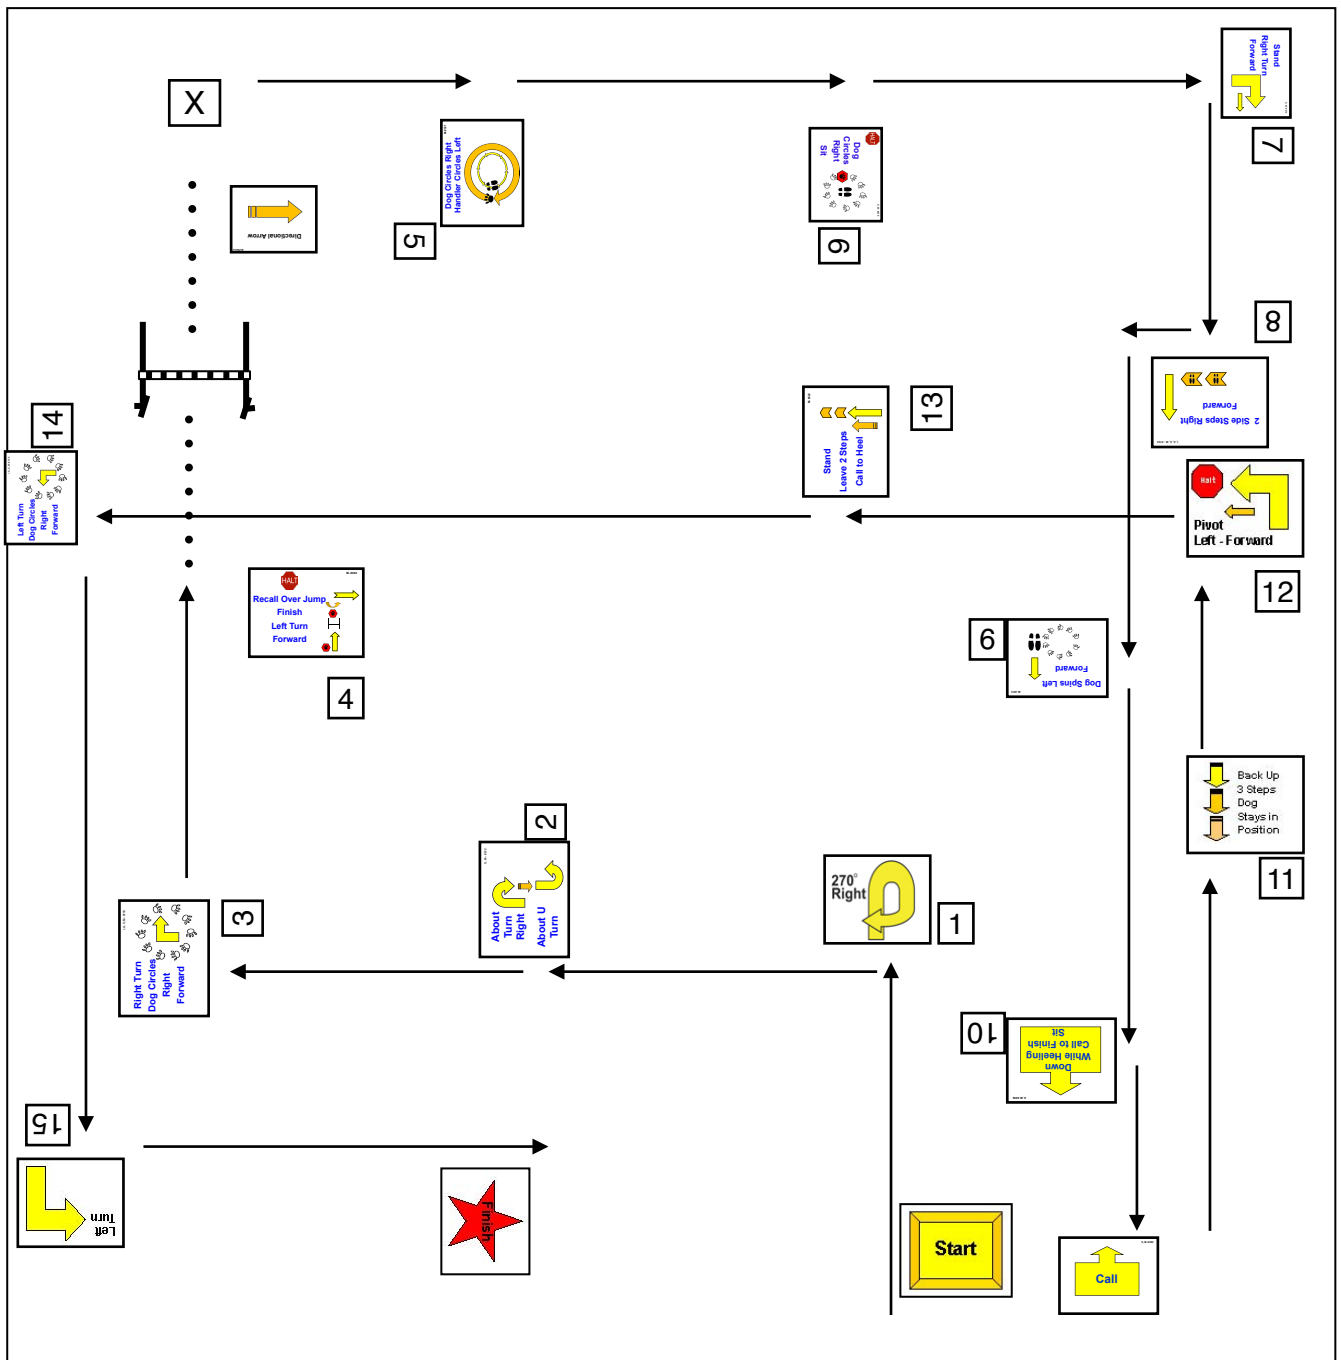 X
Directional Arrow
5
Dog Circles Right
Handler Circles Left
HALT
Dog
Circles
Right
Sit
6
Stand
Right Turn
Forward
7
8
2 Side Steps Right
Forward
14
Left Turn
Dog Circles
Right
Forward
13
Stand
Leave 2 Steps
Call to Heel
Halt
Pivot
Left - Forward
12
HALT
Recall Over Jump
Finish
Left Turn
Forward
4
9
Dog Spins Left
Forward
Back Up
3 Steps
Dog
Stays in
Position
11
2
About
Turn
Right
About U
Turn
270°
Right
1
3
Right Turn
Dog Circles
Right
Forward
10
Down
While Heeling
Call to Finish
Sit
15
Left
Turn
Finish
Start
Call